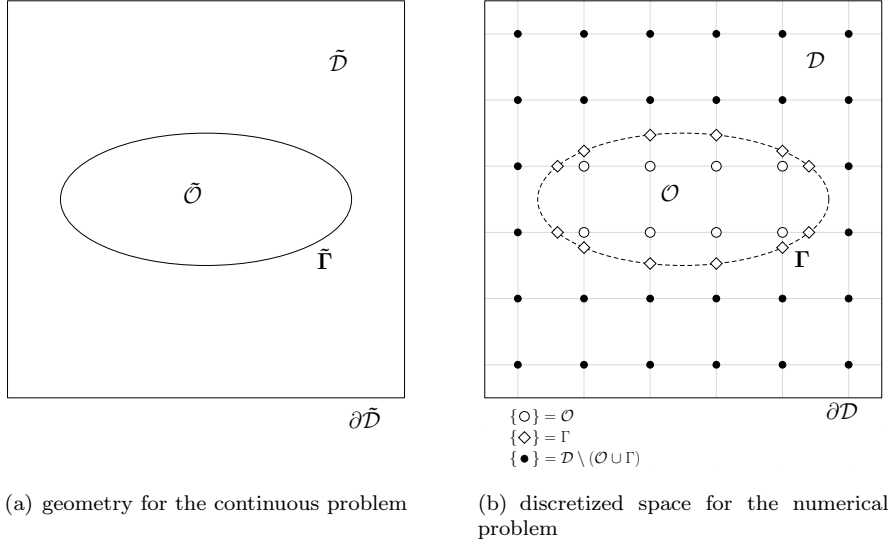 𝒟̃
𝒪̃
Γ̃
∂𝒟̃
𝒟
𝒪
Γ
∂𝒟
{○} = 𝒪
{◇} = Γ
{●} = 𝒟 \ (𝒪 ∪ Γ)
(a) geometry for the continuous problem
(b) discretized space for the numerical
problem